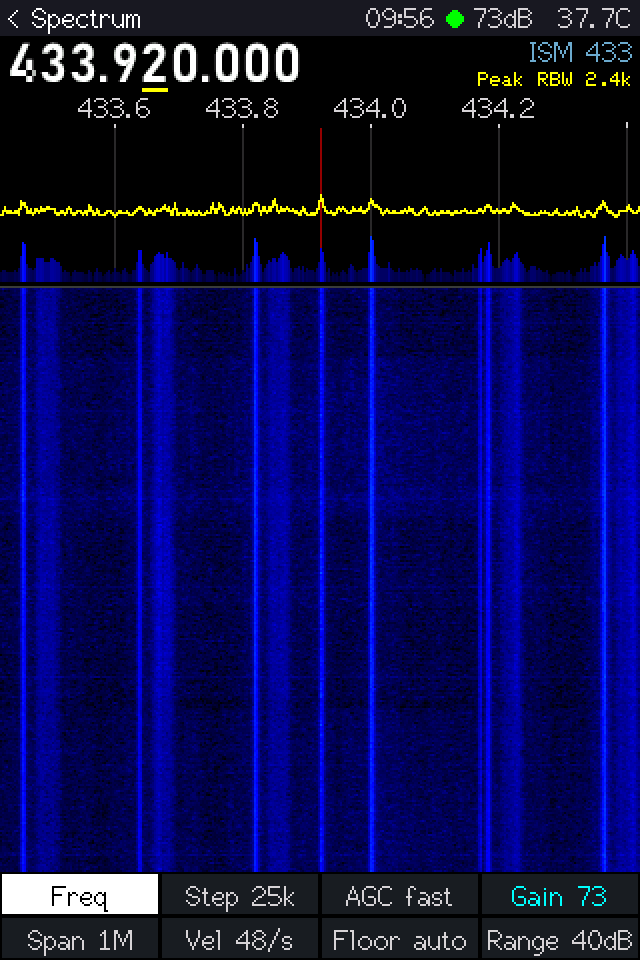 < Spectrum 09:56 73dB 37.7C
433.920.000 ISM 433
Peak RBW 2.4k
433.6 433.8 434.0 434.2
Freq Step 25k AGC fast Gain 73
Span 1M Vel 48/s Floor auto Range 40dB